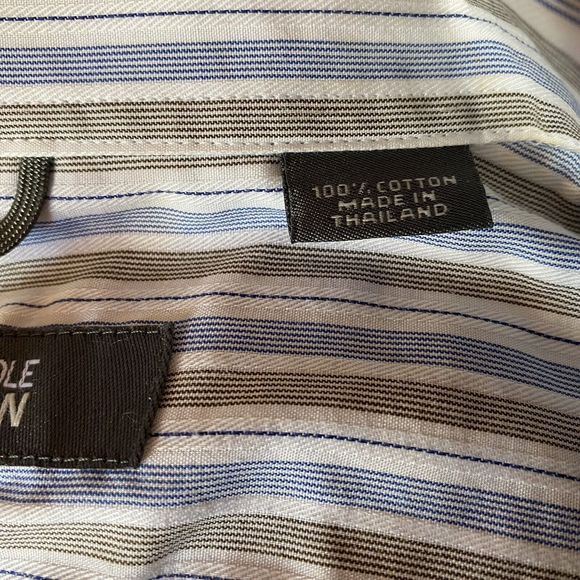 100% COTTON
MADE IN
THAILAND
OLE